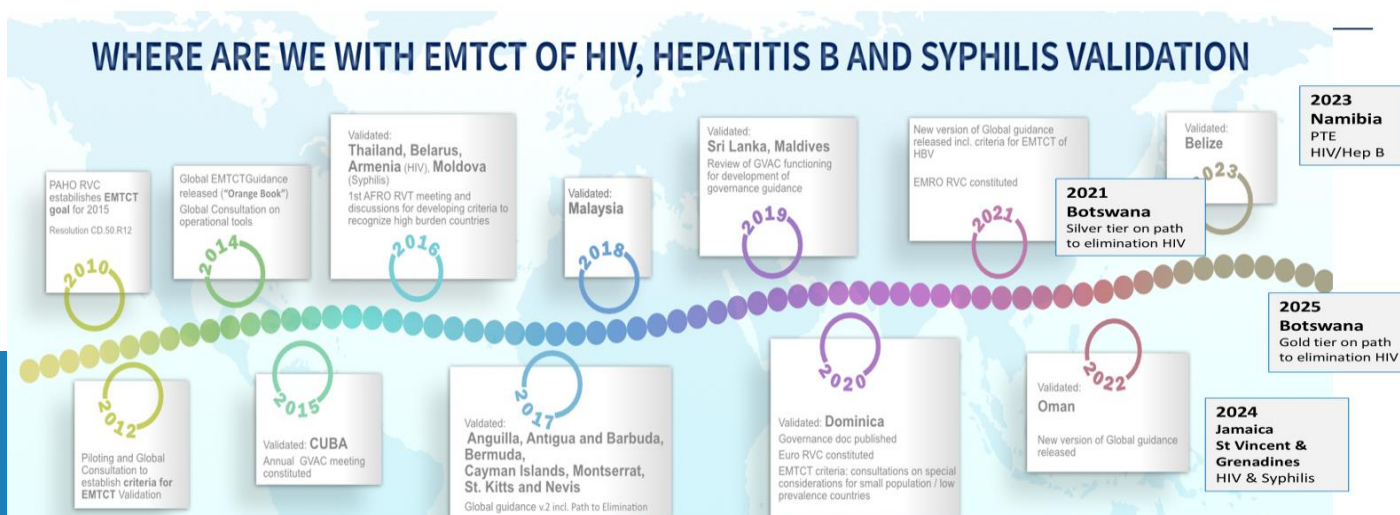 WHERE ARE WE WITH EMTCT OF HIV, HEPATITIS B AND SYPHILIS VALIDATION
PAHO RVC
establishes EMTCT
goal for 2015
Resolution CD.50.R12
2010
Piloting and Global
Consultation to
establish criteria for
EMTCT Validation
2012
Global EMTCTGuidance
released ("Orange Book")
Global Consultation on
operational tools
2014
2015
Validated: CUBA
Annual GVAC meeting
constituted
Validated:
Thailand, Belarus,
Armenia (HIV), Moldova
(Syphilis)
1st AFRO RVT meeting and
discussions for developing criteria to
recognize high burden countries
2016
2017
Valdated:
Anguilla, Antigua and Barbuda,
Bermuda,
Cayman Islands, Montserrat,
St. Kitts and Nevis
Global guidance v.2 incl. Path to Elimination
Validated:
Malaysia
2018
Validated:
Sri Lanka, Maldives
Review of GVAC functioning
for development of
governance guidance
2019
2020
Validated: Dominica
Governance doc published
Euro RVC constituted
EMTCT criteria: consultations on special
considerations for small population / low
prevalence countries
New version of Global guidance
released incl. criteria for EMTCT of
HBV
EMRO RVC constituted
2021
2021
Botswana
Silver tier on path
to elimination HIV
2022
Validated:
Oman
New version of Global guidance
released
Validated:
Belize
2023
2023
Namibia
PTE
HIV/Hep B
2025
Botswana
Gold tier on path
to elimination HIV
2024
Jamaica
St Vincent &
Grenadines
HIV & Syphilis